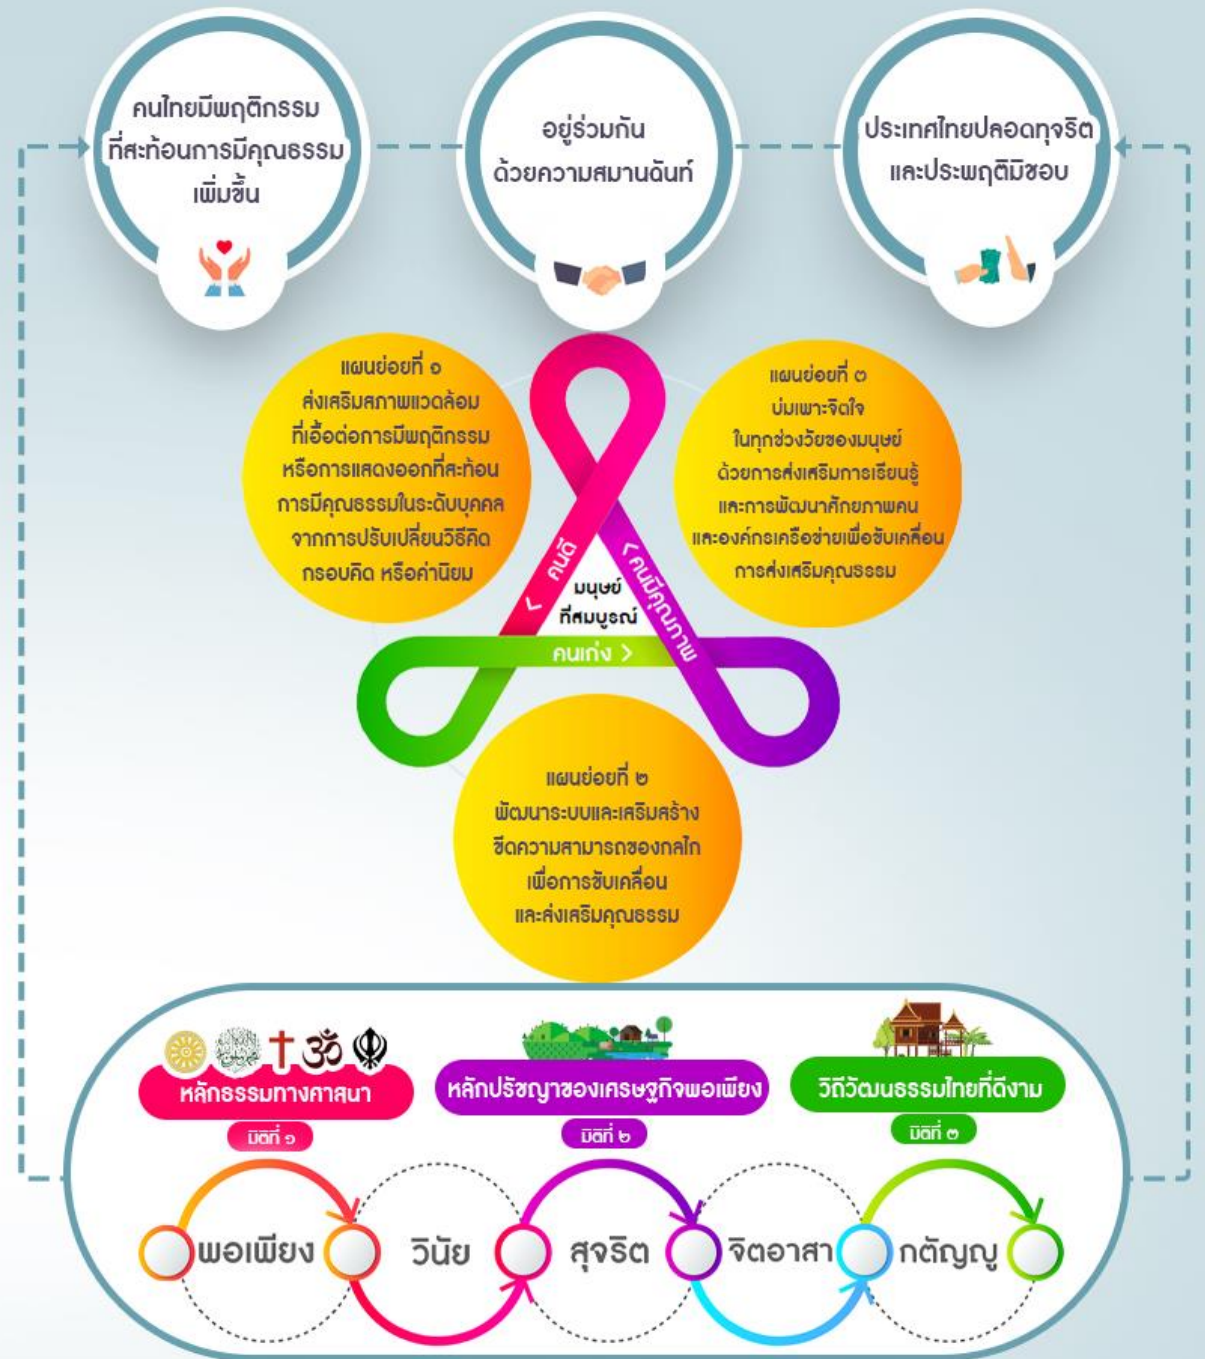 คนไทยมีพฤติกรรม
ที่สะท้อนการมีคุณธรรม
เพิ่มขึ้น
อยู่ร่วมกัน
ด้วยความสมานฉันท์
ประเทศไทยปลอดทุจริต
และประพฤติมิชอบ
แผนย่อยที่ ๑
ส่งเสริมสภาพแวดล้อม
ที่เอื้อต่อการมีพฤติกรรม
หรือการแสดงออกที่สะท้อน
การมีคุณธรรมในระดับบุคคล
จากการปรับเปลี่ยนวิธีคิด
กรอบคิด หรือค่านิยม
แผนย่อยที่ ๓
บ่มเพาะจิตใจ
ในทุกช่วงวัยของมนุษย์
ด้วยการส่งเสริมการเรียนรู้
และการพัฒนาศักยภาพคน
และองค์กรเครือข่ายเพื่อขับเคลื่อน
การส่งเสริมคุณธรรม
< คนดี
< คนมีคุณภาพ
มนุษย์
ที่สมบูรณ์
คนเก่ง >
แผนย่อยที่ ๒
พัฒนาระบบและเสริมสร้าง
ขีดความสามารถของกลไก
เพื่อการขับเคลื่อน
และส่งเสริมคุณธรรม
หลักธรรมทางศาสนา
มิติที่ ๑
หลักปรัชญาของเศรษฐกิจพอเพียง
มิติที่ ๒
วิถีวัฒนธรรมไทยที่ดีงาม
มิติที่ ๓
พอเพียง
วินัย
สุจริต
จิตอาสา
กตัญญู